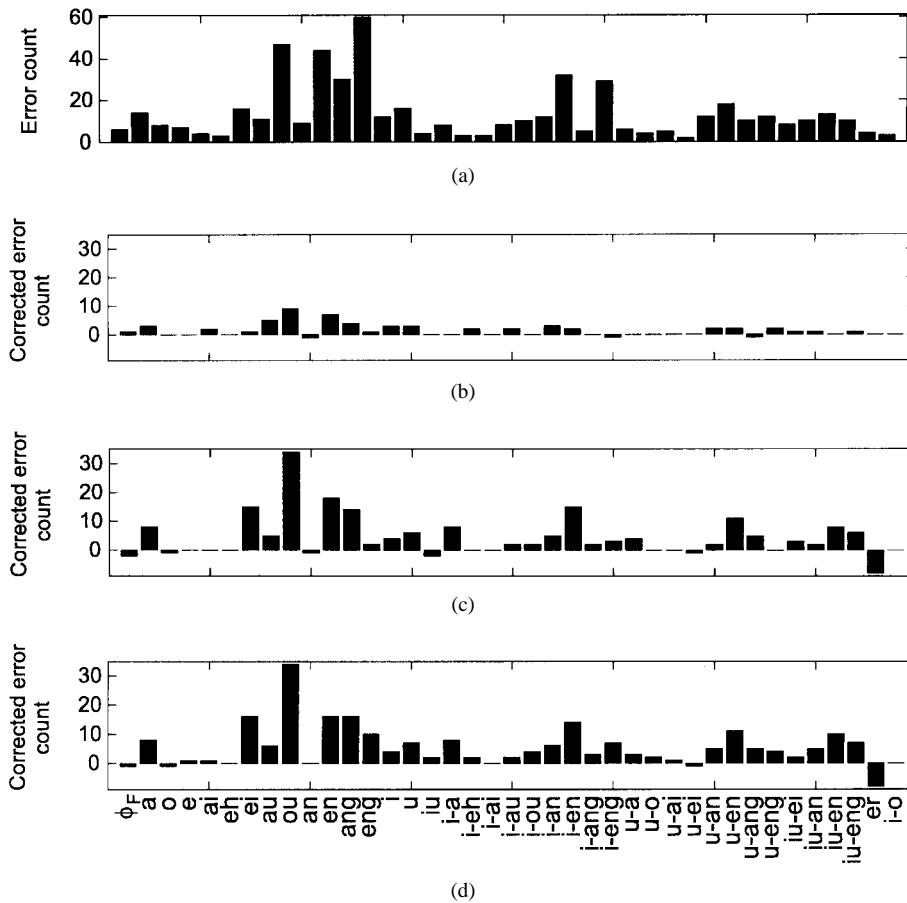 60
40
20
0
Error count
(a)
30
20
10
0
Corrected error
count
(b)
30
20
10
0
Corrected error
count
(c)
30
20
10
0
Corrected error
count
ΦF
a
o
e
ai
eh
ei
au
ou
an
en
ang
eng
i
u
iu
i-a
i-eh
i-ai
i-au
i-ou
i-an
i-en
i-ang
i-eng
u-a
u-o
u-ai
u-ei
u-an
u-en
u-ang
u-eng
iu-ei
iu-an
iu-en
iu-eng
er
i-o
(d)